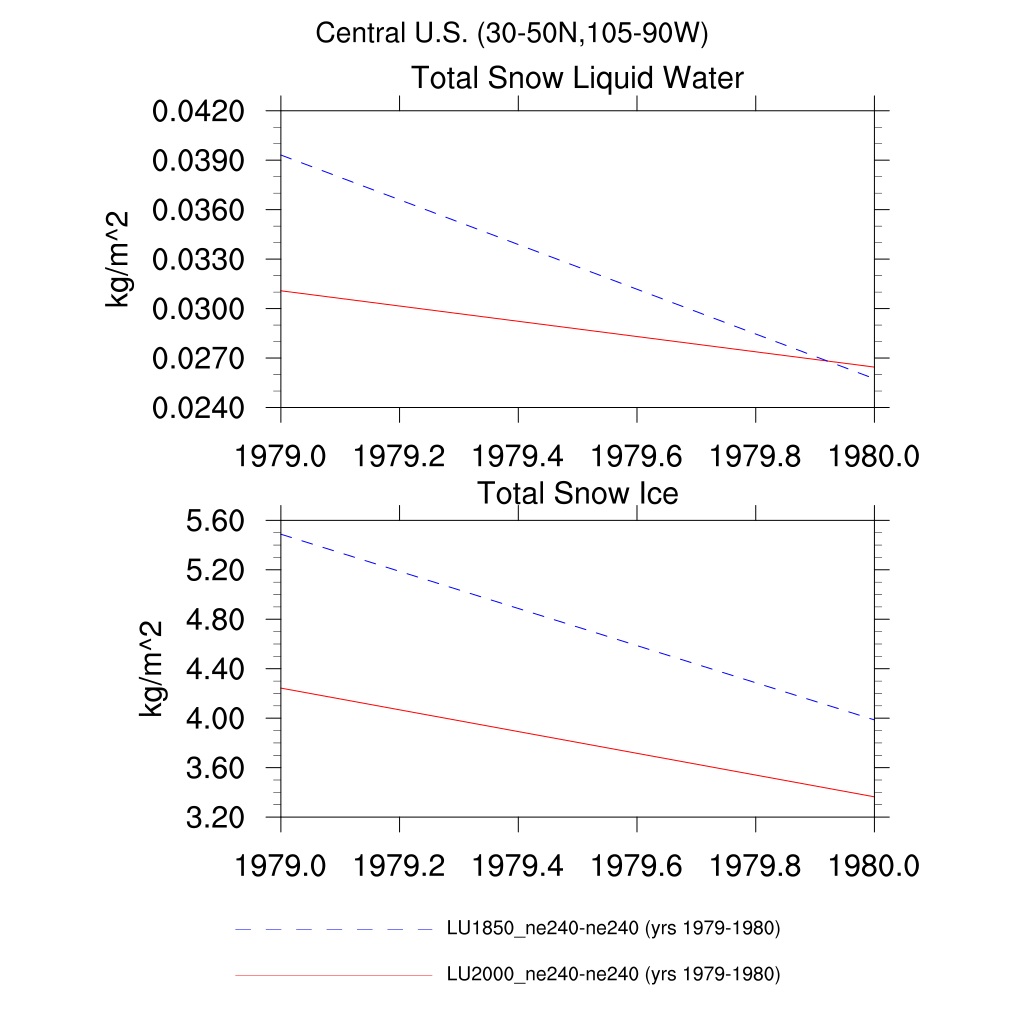 Central U.S. (30-50N,105-90W)
Total Snow Liquid Water
0.0420
0.0390
0.0360
0.0330
0.0300
0.0270
0.0240
kg/m^2
1979.0 1979.2 1979.4 1979.6 1979.8 1980.0
Total Snow Ice
5.60
5.20
4.80
4.40
4.00
3.60
3.20
kg/m^2
1979.0 1979.2 1979.4 1979.6 1979.8 1980.0
LU1850_ne240-ne240 (yrs 1979-1980)
LU2000_ne240-ne240 (yrs 1979-1980)